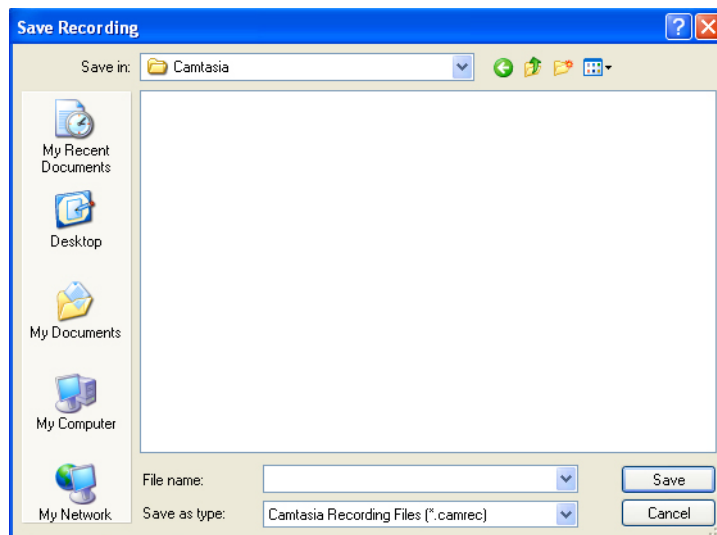 Save Recording
Save in:
Camtasia
My Recent
Documents
Desktop
My Documents
My Computer
My Network
File name:
Save
Save as type:
Camtasia Recording Files (*.camrec)
Cancel